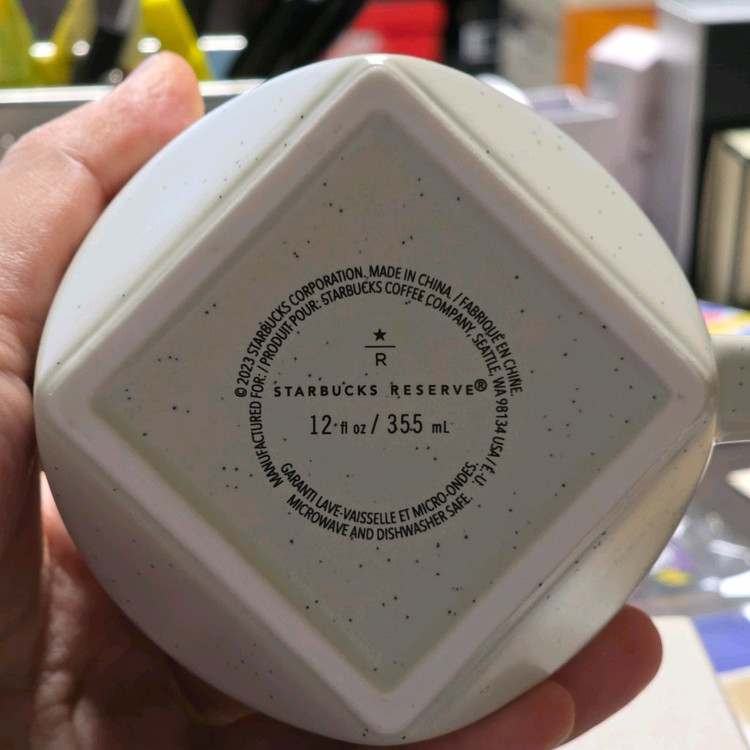 © 2023 STARBUCKS CORPORATION. MADE IN CHINA. / FABRIQUÉ EN CHINE.
MANUFACTURED FOR: / PRODUIT POUR: STARBUCKS COFFEE COMPANY, SEATTLE, WA 98134 USA / É.-U.
R
STARBUCKS RESERVE®
12 fl oz / 355 mL
GARANTI LAVE-VAISSELLE ET MICRO-ONDES.
MICROWAVE AND DISHWASHER SAFE.